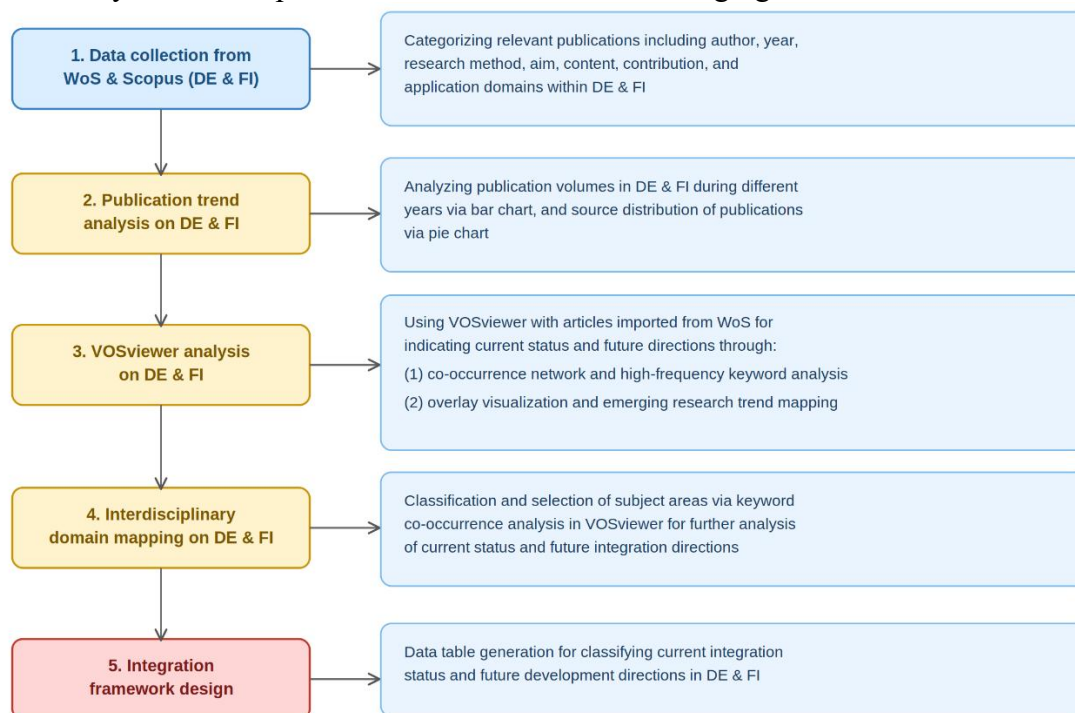 1. Data collection from
WoS & Scopus (DE & FI)
Categorizing relevant publications including author, year,
research method, aim, content, contribution, and
application domains within DE & FI
2. Publication trend
analysis on DE & FI
Analyzing publication volumes in DE & FI during different
years via bar chart, and source distribution of publications
via pie chart
3. VOSviewer analysis
on DE & FI
Using VOSviewer with articles imported from WoS for
indicating current status and future directions through:
(1) co-occurrence network and high-frequency keyword analysis
(2) overlay visualization and emerging research trend mapping
4. Interdisciplinary
domain mapping on DE & FI
Classification and selection of subject areas via keyword
co-occurrence analysis in VOSviewer for further analysis
of current status and future integration directions
5. Integration
framework design
Data table generation for classifying current integration
status and future development directions in DE & FI